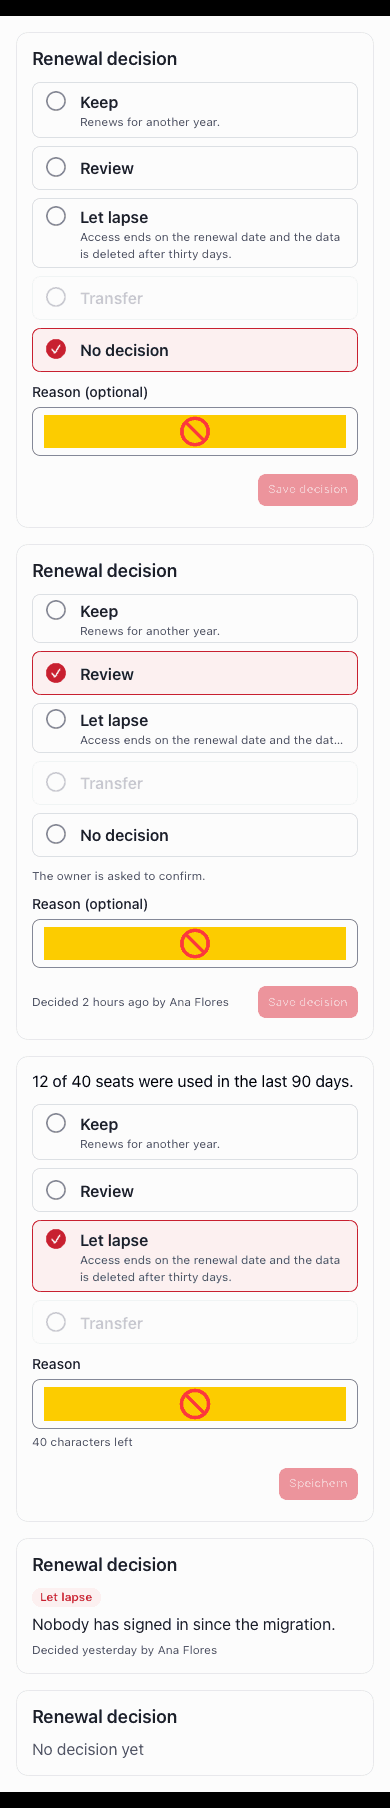 Renewal decision
Keep
Renews for another year.
Review
Let lapse
Access ends on the renewal date and the data
is deleted after thirty days.
Transfer
No decision
Reason (optional)
Save decision
Renewal decision
Keep
Renews for another year.
Review
Let lapse
Access ends on the renewal date and the dat...
Transfer
No decision
The owner is asked to confirm.
Reason (optional)
Decided 2 hours ago by Ana Flores
Save decision
12 of 40 seats were used in the last 90 days.
Keep
Renews for another year.
Review
Let lapse
Access ends on the renewal date and the data
is deleted after thirty days.
Transfer
Reason
40 characters left
Speichern
Renewal decision
Let lapse
Nobody has signed in since the migration.
Decided yesterday by Ana Flores
Renewal decision
No decision yet